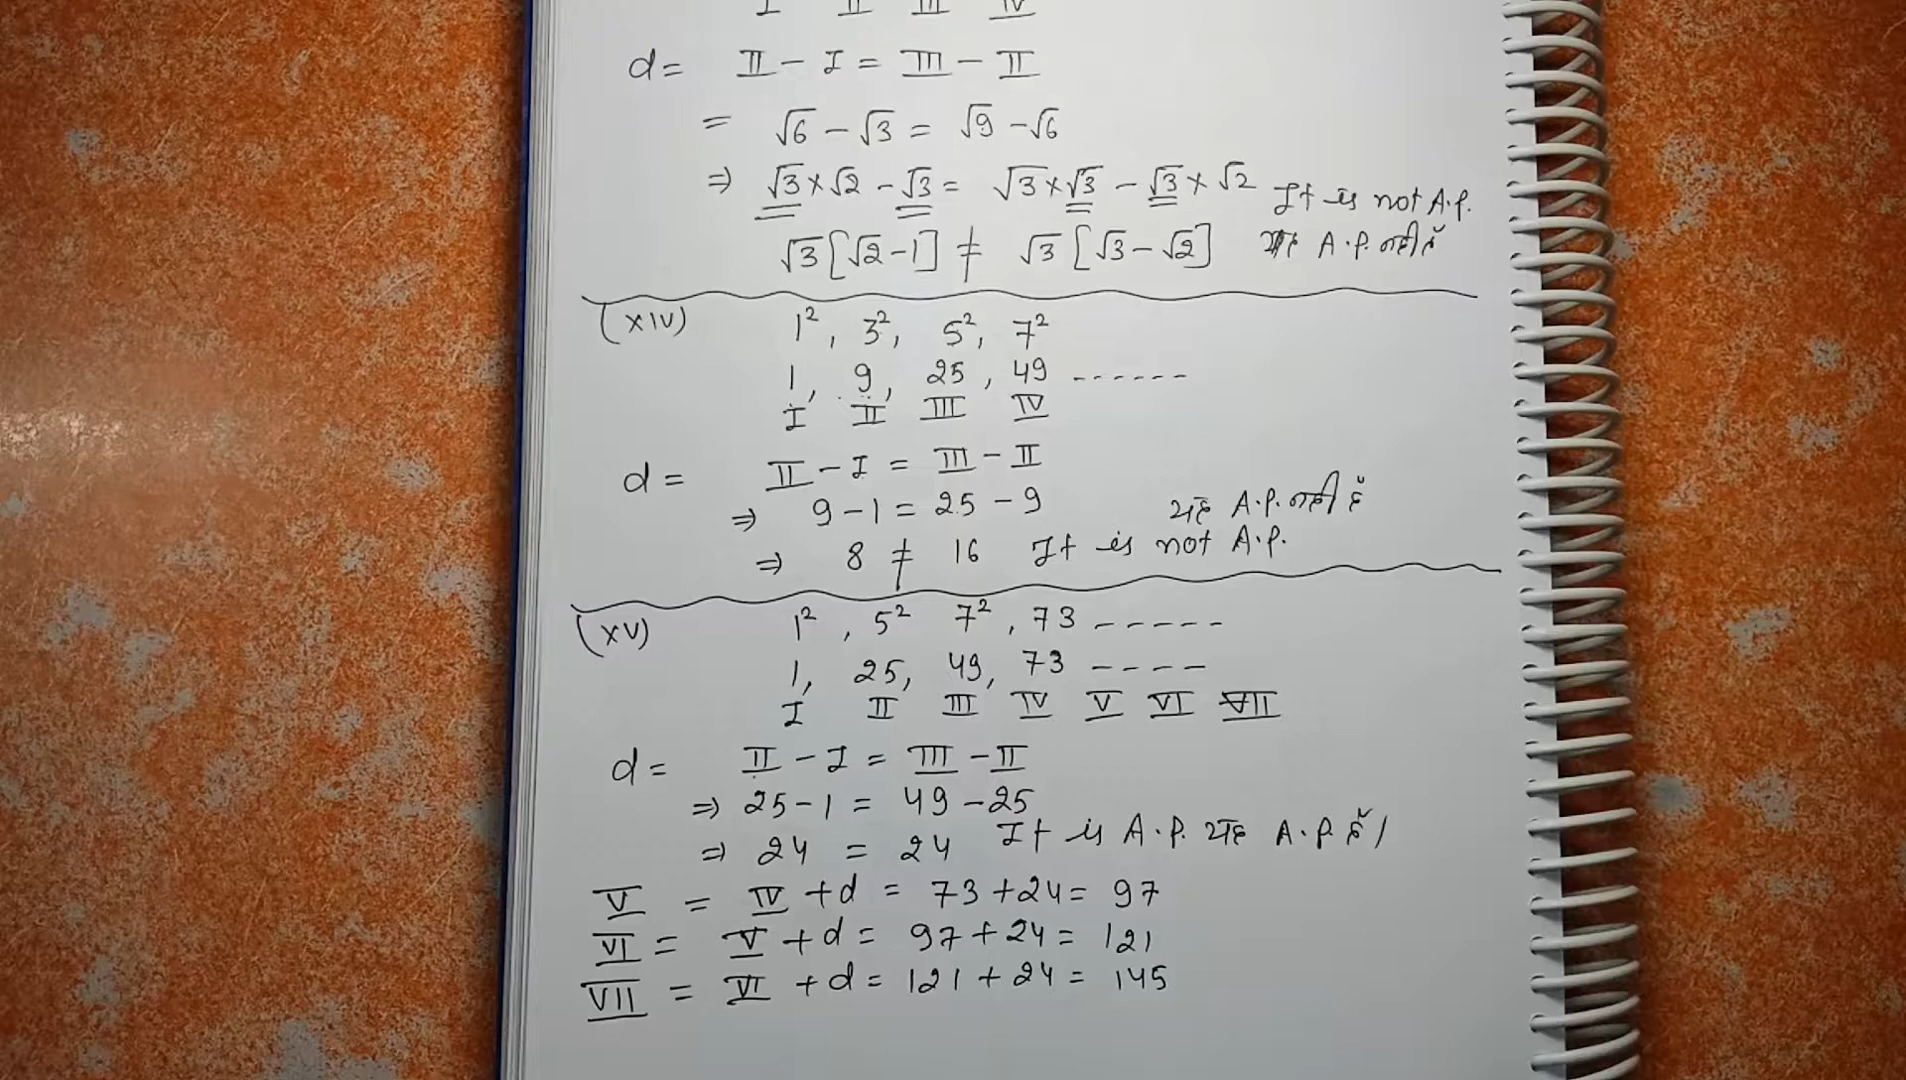 I II III IV
d = II - I = III - II
= √6 - √3 = √9 - √6
⇒ √3 × √2 - √3 = √3 × √3 - √3 × √2 It is not A.P.
√3 [√2 - 1] ≠ √3 [√3 - √2] यह A.P. नहीं हैं
(XIV) 1², 3², 5², 7²
1, 9, 25, 49 ------
I II III IV
d = II - I = III - II
⇒ 9 - 1 = 25 - 9 यह A.P. नहीं हैं
⇒ 8 ≠ 16 It is not A.P.
(XV) 1², 5² 7², 73 -----
1, 25, 49, 73 ----
I II III IV V VI VII
d = II - I = III - II
⇒ 25 - 1 = 49 - 25
⇒ 24 = 24 It is A.P. यह A.P. हैं।
V = IV + d = 73 + 24 = 97
VI = V + d = 97 + 24 = 121
VII = VI + d = 121 + 24 = 145